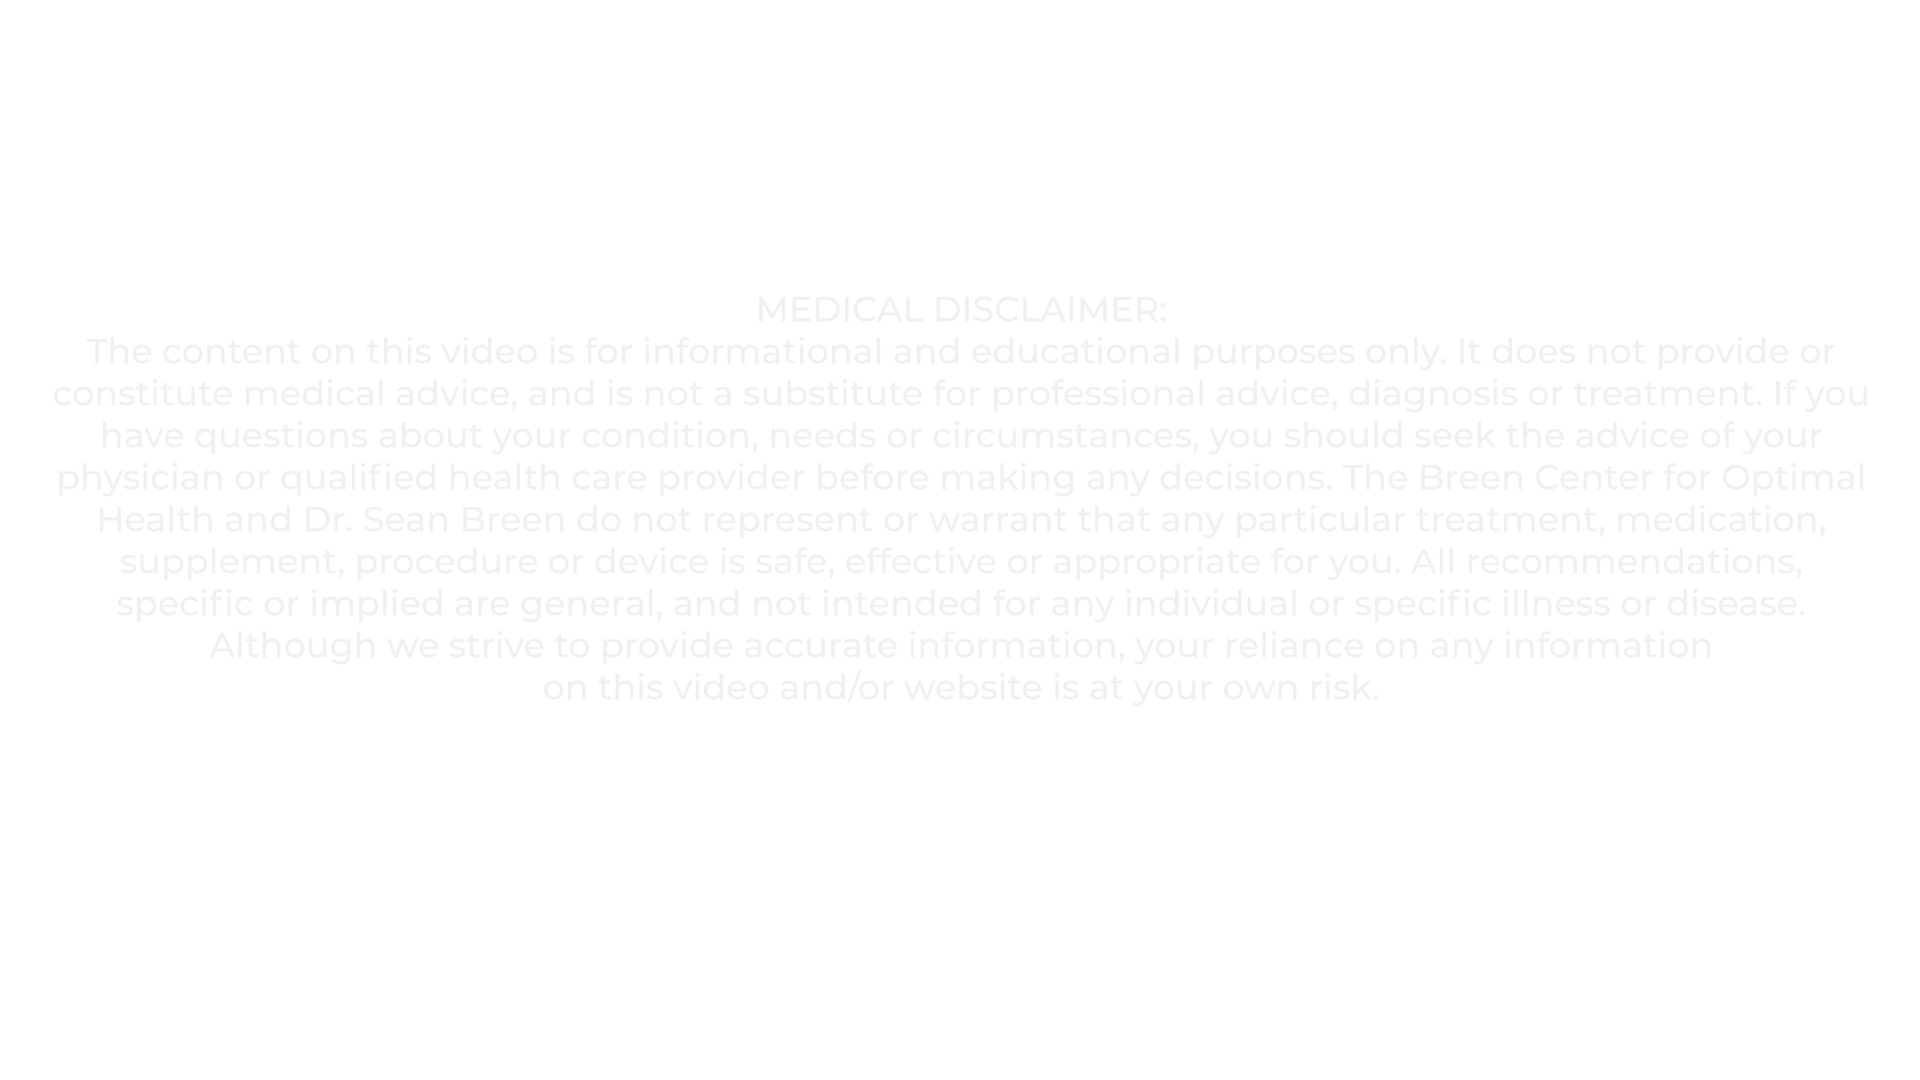 MEDICAL DISCLAIMER:
The content on this video is for informational and educational purposes only. It does not provide or
constitute medical advice, and is not a substitute for professional advice, diagnosis or treatment. If you
have questions about your condition, needs or circumstances, you should seek the advice of your
physician or qualified health care provider before making any decisions. The Breen Center for Optimal
Health and Dr. Sean Breen do not represent or warrant that any particular treatment, medication,
supplement, procedure or device is safe, effective or appropriate for you. All recommendations,
specific or implied are general, and not intended for any individual or specific illness or disease.
Although we strive to provide accurate information, your reliance on any information
on this video and/or website is at your own risk.